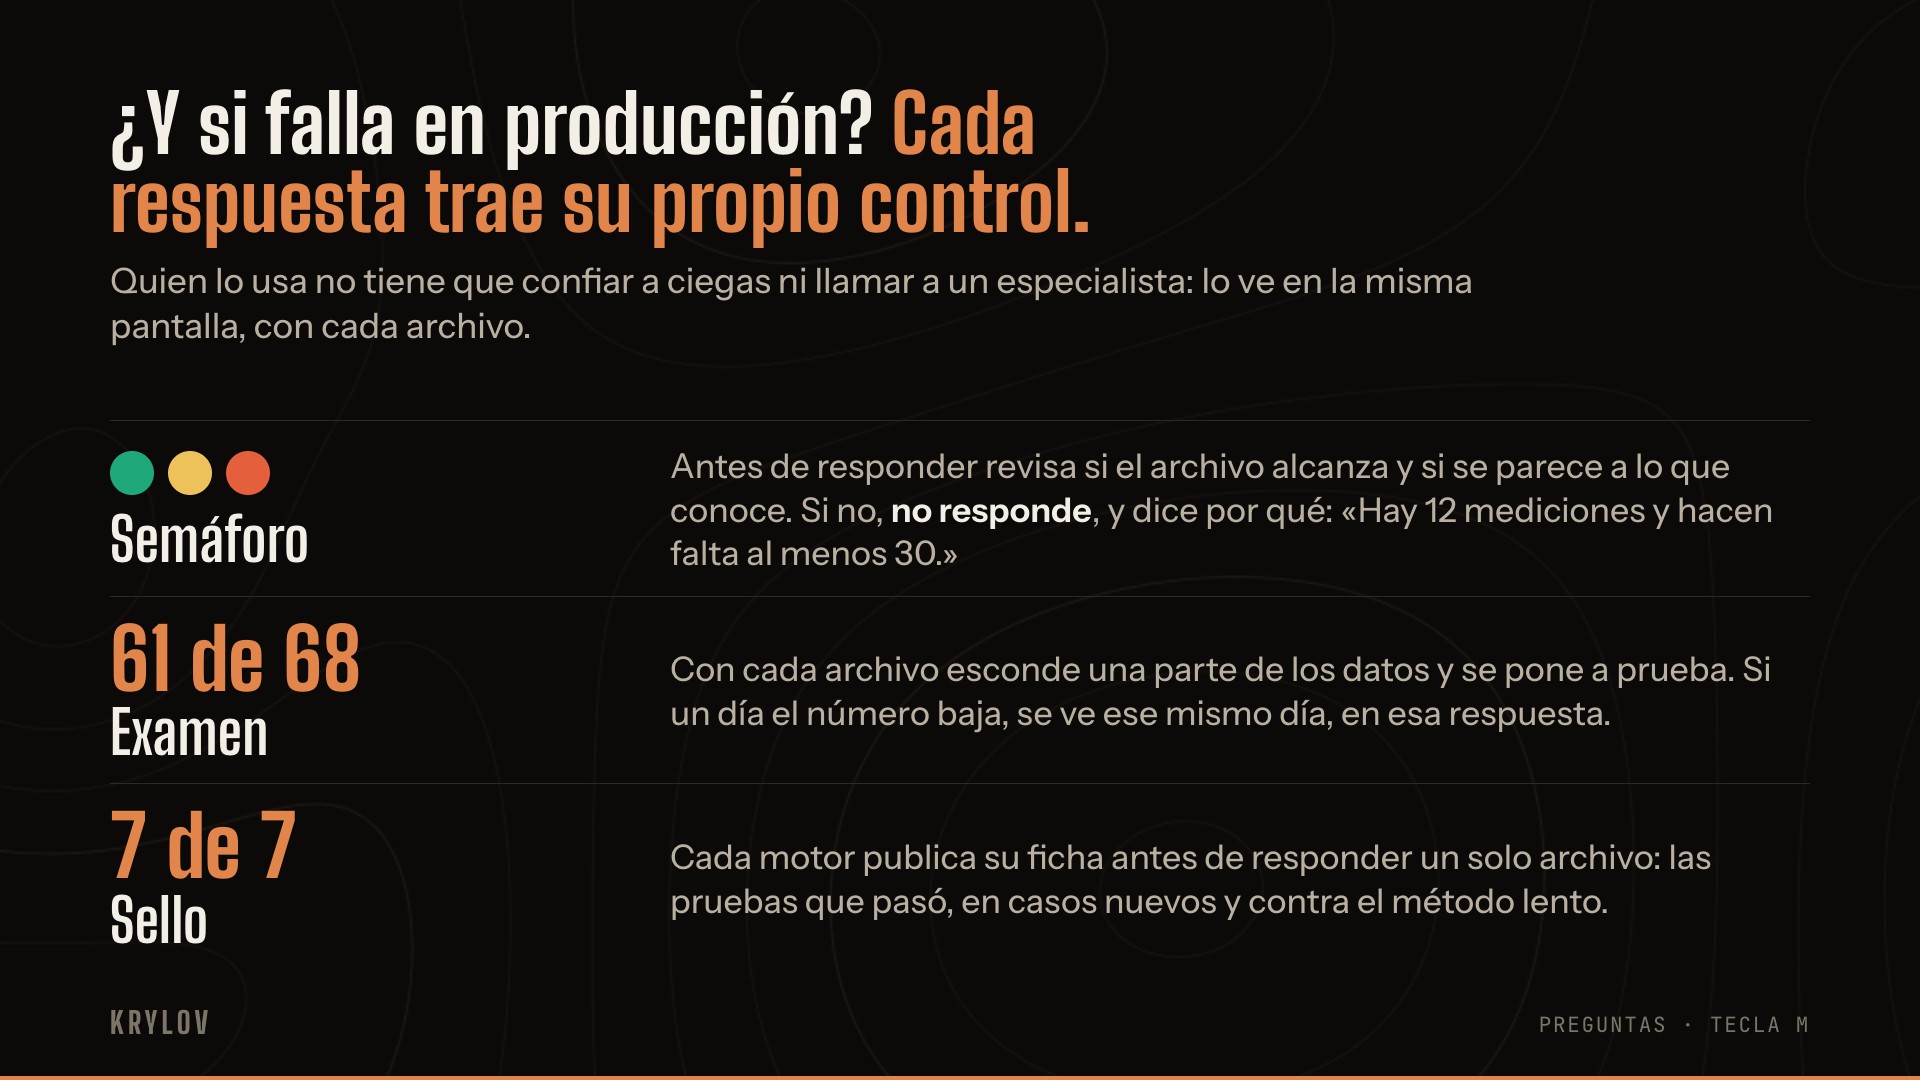 ¿Y si falla en producción? Cada
respuesta trae su propio control.
Quien lo usa no tiene que confiar a ciegas ni llamar a un especialista: lo ve en la misma
pantalla, con cada archivo.
Semáforo
Antes de responder revisa si el archivo alcanza y si se parece a lo que
conoce. Si no, no responde, y dice por qué: «Hay 12 mediciones y hacen
falta al menos 30.»
61 de 68
Examen
Con cada archivo esconde una parte de los datos y se pone a prueba. Si
un día el número baja, se ve ese mismo día, en esa respuesta.
7 de 7
Sello
Cada motor publica su ficha antes de responder un solo archivo: las
pruebas que pasó, en casos nuevos y contra el método lento.
KRYLOV
PREGUNTAS · TECLA M